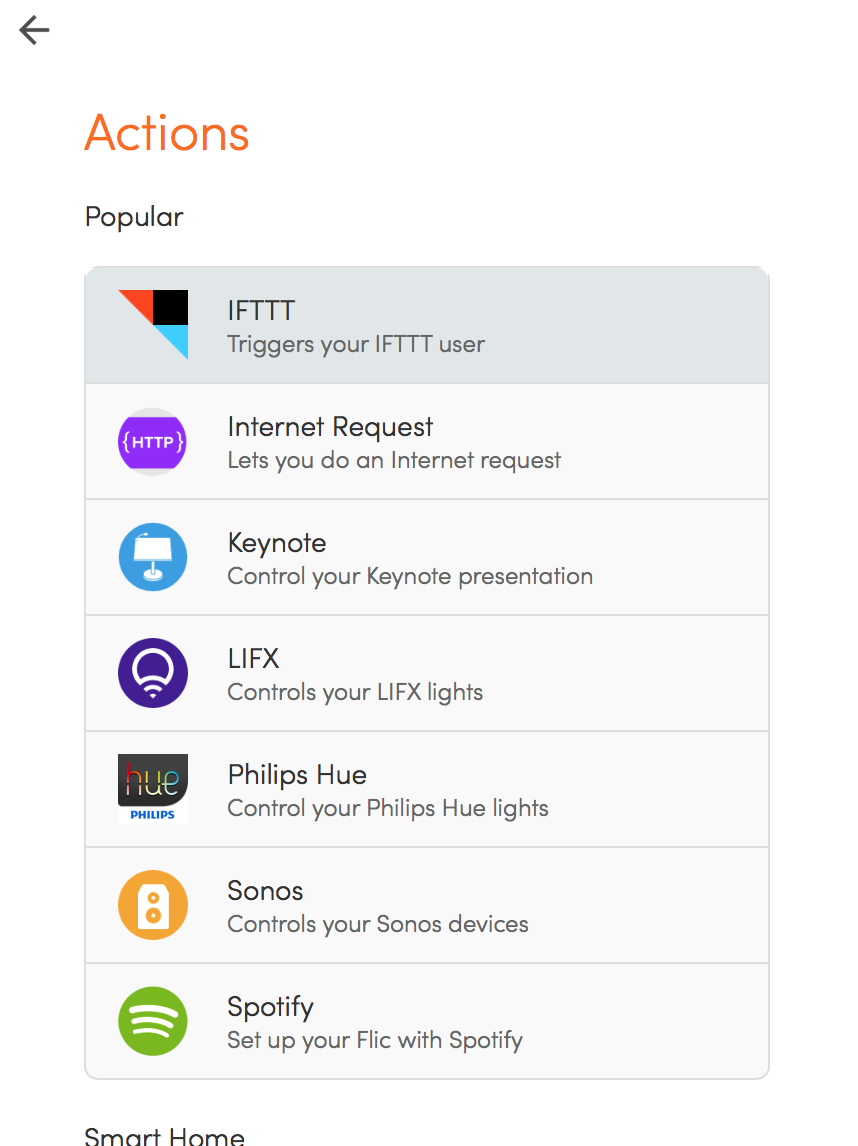 Actions
Popular
IFTTT
Triggers your IFTTT user
{HTTP}
Internet Request
Lets you do an Internet request
Keynote
Control your Keynote presentation
LIFX
Controls your LIFX lights
hue
PHILIPS
Philips Hue
Control your Philips Hue lights
Sonos
Controls your Sonos devices
Spotify
Set up your Flic with Spotify
Smart Home